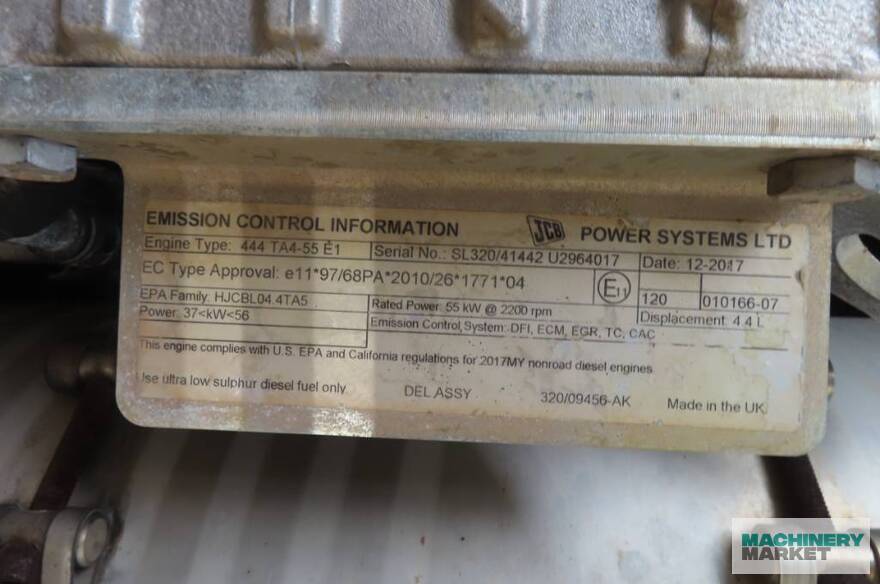 EMISSION CONTROL INFORMATION JCB POWER SYSTEMS LTD
Engine Type: 444 TA4-55 E1 Serial No.: SL320/41442 U2964017 Date: 12-2017
EC Type Approval: e11*97/68PA*2010/26*1771*04 E11
EPA Family: HJCBL04.4TA5 Rated Power: 55 kW @ 2200 rpm 120 010166-07
Power: 37<kW<56 Emission Control System: DFI, ECM, EGR, TC, CAC Displacement: 4.4 L
This engine complies with U.S. EPA and California regulations for 2017MY nonroad diesel engines
Use ultra low sulphur diesel fuel only DEL ASSY 320/09456-AK Made in the UK
MACHINERY
MARKET